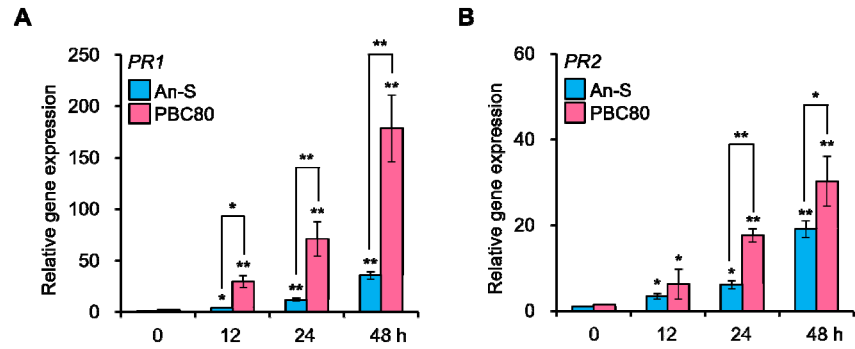 A
Relative gene expression
250
200
150
100
50
0
PR1
An-S
PBC80
*
**
*
**
**
**
**
**
**
0 12 24 48 h
B
Relative gene expression
60
40
20
0
PR2
An-S
PBC80
*
*
**
*
**
*
**
**
0 12 24 48 h